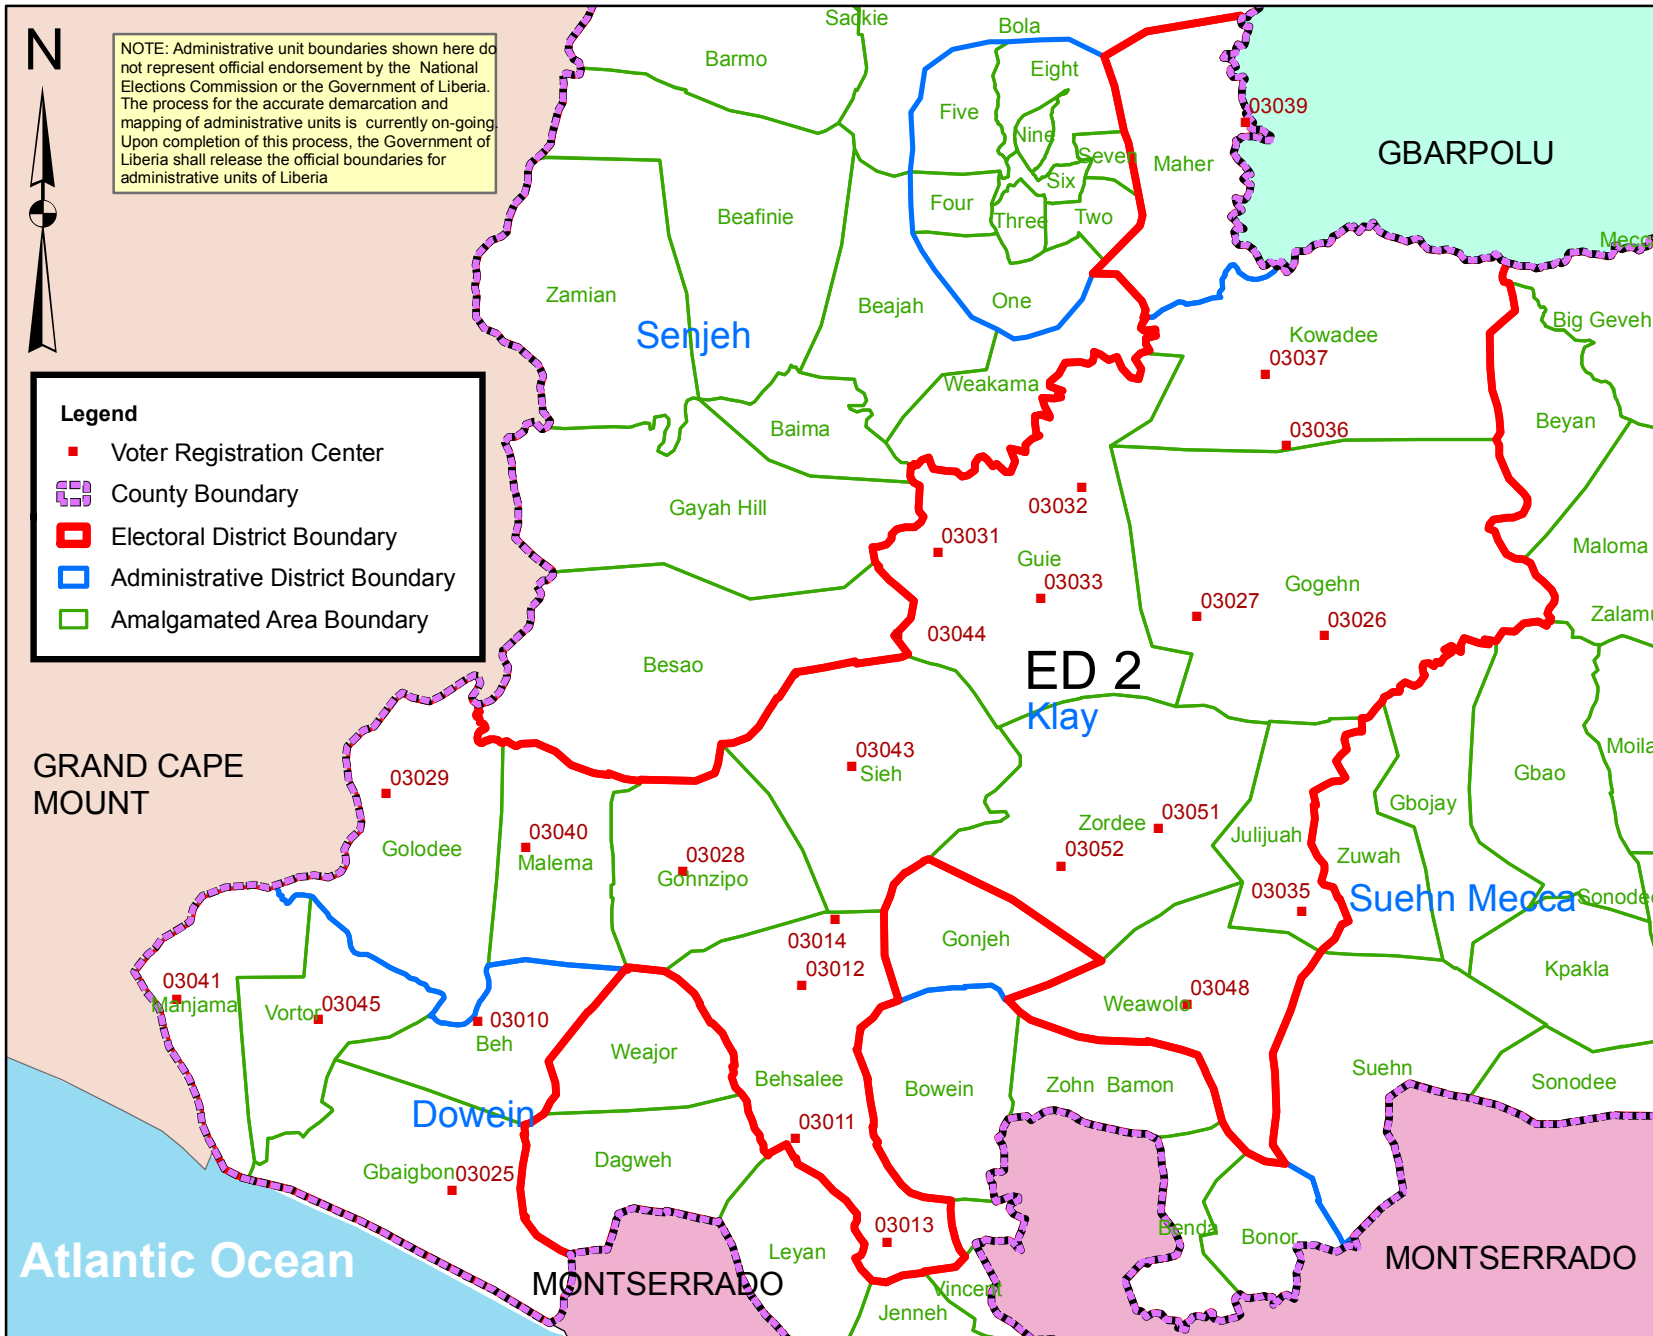 N
NOTE: Administrative unit boundaries shown here do
not represent official endorsement by the National
Elections Commission or the Government of Liberia.
The process for the accurate demarcation and
mapping of administrative units is currently on-going.
Upon completion of this process, the Government of
Liberia shall release the official boundaries for
administrative units of Liberia
Sackie
Bola
Barmo
Eight
Five
Nine
03039
Seven
Maher
GBARPOLU
Six
Four
Three
Two
Beafinie
Zamian
Beajah
One
Big Geveh
Senjeh
Kowadee
03037
Weakama
Baima
03036
Beyan
Legend
Voter Registration Center
County Boundary
Electoral District Boundary
Administrative District Boundary
Amalgamated Area Boundary
Gayah Hill
03032
03031
Guie
03033
Maloma
Gogehn
03027
03026
03044
Besao
ED 2
Klay
GRAND CAPE
MOUNT
03043
Sieh
Moila
Gbao
03029
Gbojay
03051
Zordee
03040
Malema
Golodee
Julijuah
Zuwah
03052
03028
Gonnzipo
03035
Suehn Mecca
03014
Gonjeh
03012
Kpakla
03041
Manjama
Vortor
03045
Weawolo
03048
03010
Beh
Weajor
Behsalee
Bowein
Zohn
Bamon
Suehn
Sonodee
Dowein
03011
Dagweh
Gbaigbon
03025
03013
Leyan
Benda
Bonor
Atlantic Ocean
MONTSERRADO
MONTSERRADO
Vincent
Jenneh